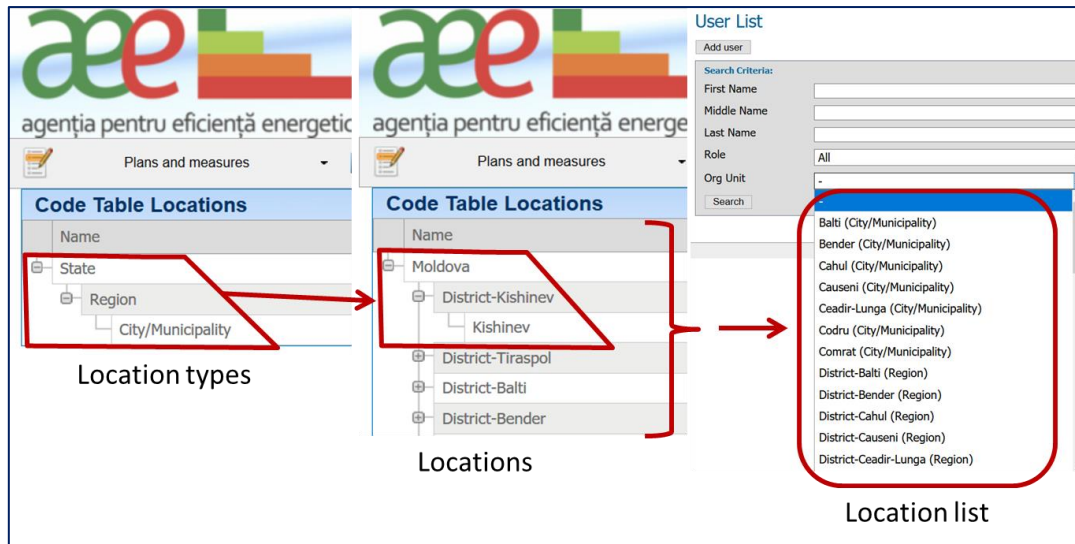 aee
agenția pentru eficiență energetic
Plans and measures
Code Table Locations
Name
State
Region
City/Municipality
Location types
aee
agenția pentru eficiență energe
Plans and measures
Code Table Locations
Name
Moldova
District-Kishinev
Kishinev
District-Tiraspol
District-Balti
District-Bender
Locations
User List
Add user
Search Criteria:
First Name
Middle Name
Last Name
Role
All
Org Unit
-
Search
-
Balti (City/Municipality)
Bender (City/Municipality)
Cahul (City/Municipality)
Causeni (City/Municipality)
Ceadir-Lunga (City/Municipality)
Codru (City/Municipality)
Comrat (City/Municipality)
District-Balti (Region)
District-Bender (Region)
District-Cahul (Region)
District-Causeni (Region)
District-Ceadir-Lunga (Region)
Location list